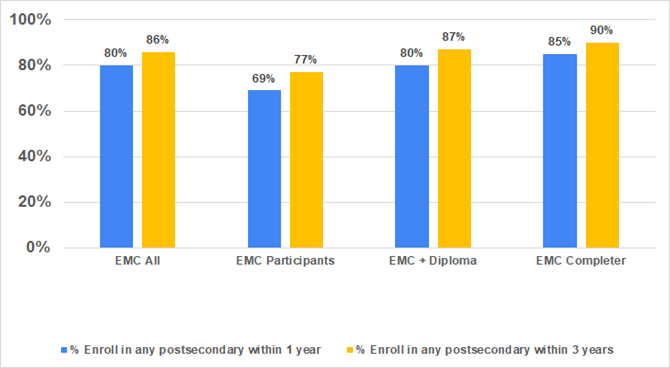 100%
80%
60%
40%
20%
0%
80%
86%
69%
77%
80%
87%
85%
90%
EMC All
EMC Participants
EMC + Diploma
EMC Completer
% Enroll in any postsecondary within 1 year
% Enroll in any postsecondary within 3 years